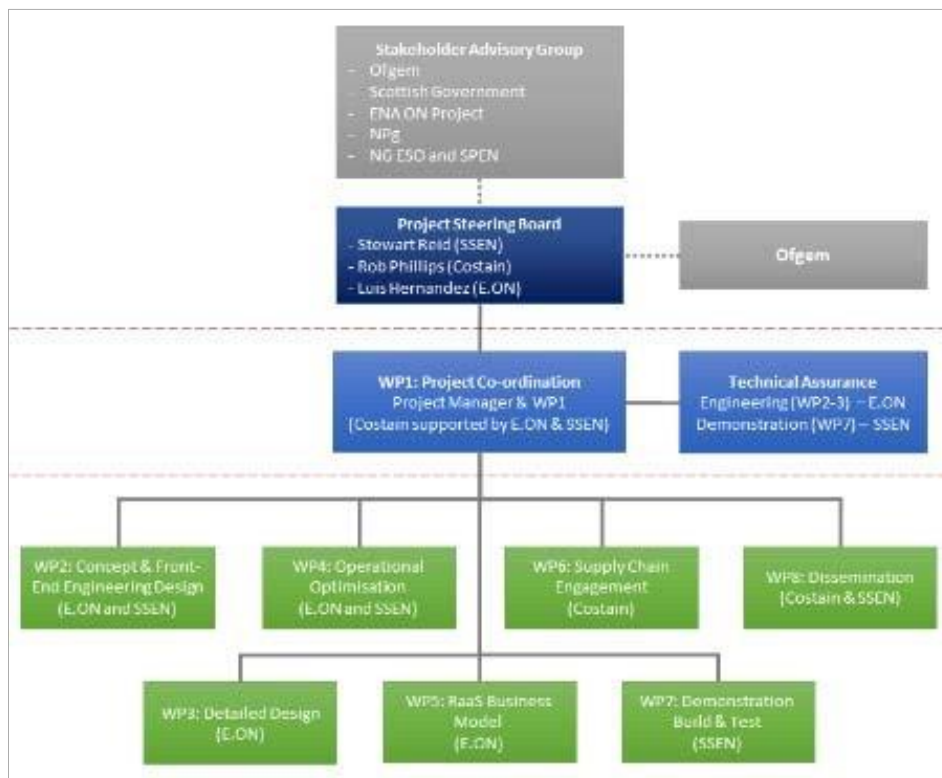 Stakeholder Advisory Group
- Ofgem
- Scottish Government
- ENA ON Project
- NPg
- NG ESO and SPEN
Project Steering Board
- Stewart Reid (SSEN)
- Rob Phillips (Costain)
- Luis Hernandez (E.ON)
Ofgem
WP1: Project Co-ordination
Project Manager & WP1
(Costain supported by E.ON & SSEN)
Technical Assurance
Engineering (WP2-3) – E.ON
Demonstration (WP7) – SSEN
WP2: Concept & Front-
End Engineering Design
(E.ON and SSEN)
WP4: Operational
Optimisation
(E.ON and SSEN)
WP6: Supply Chain
Engagement
(Costain)
WP8: Dissemination
(Costain & SSEN)
WP3: Detailed Design
(E.ON)
WP5: RaaS Business
Model
(E.ON)
WP7: Demonstration
Build & Test
(SSEN)